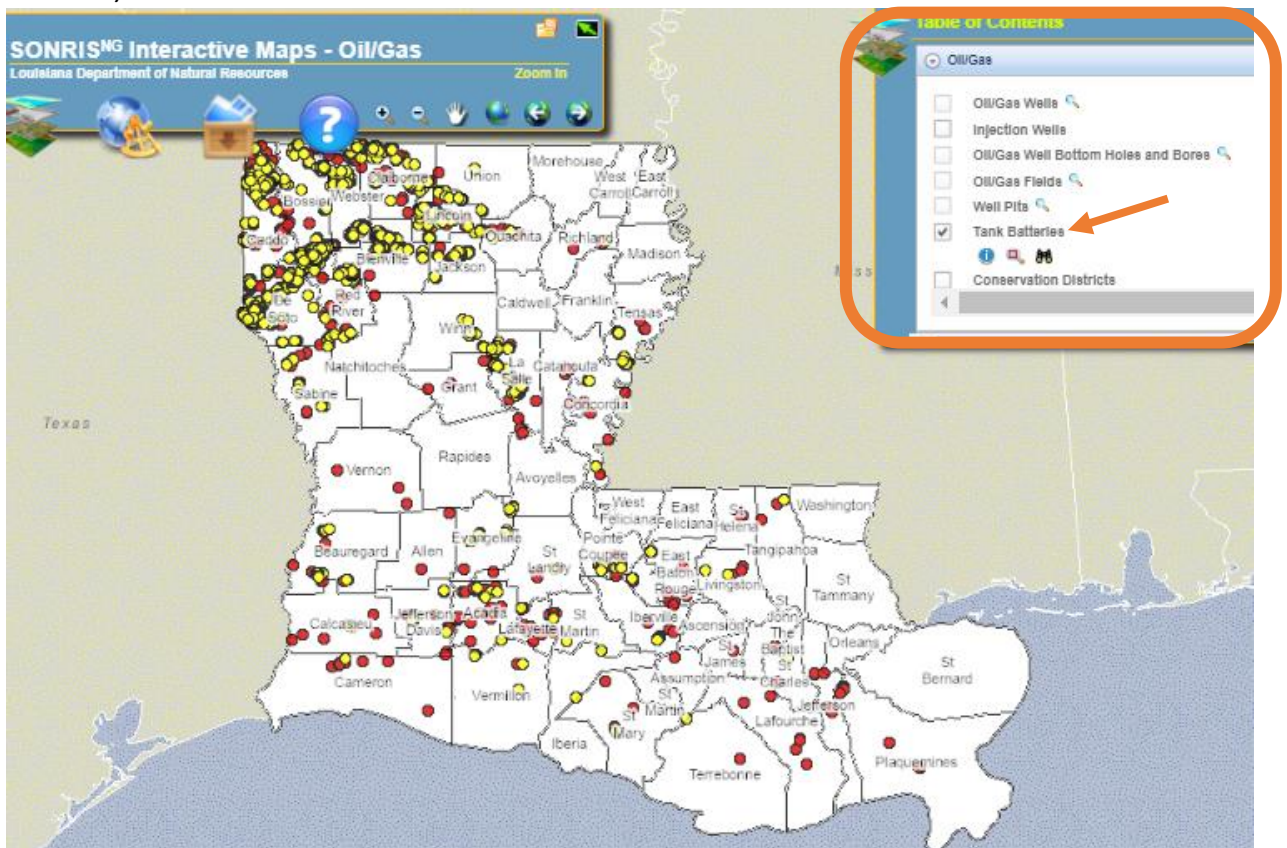 SONRISNG Interactive Maps - Oil/Gas
Louisiana Department of Natural Resources
Zoom In
Table of Contents
Oil/Gas
Oil/Gas Wells
Injection Wells
Oil/Gas Well Bottom Holes and Bores
Oil/Gas Fields
Well Pits
Tank Batteries
Conservation Districts
Morehouse
West Carroll
East Carroll
Claiborne
Union
Bossier
Webster
Lincoln
Ouachita
Richland
Madison
Caddo
Bienville
Jackson
De Soto
Red River
Caldwell
Franklin
Tensas
Winn
Natchitoches
La Salle
Catahoula
Grant
Sabine
Concordia
Texas
Vernon
Rapides
Avoyelles
West Feliciana
East Feliciana
St Helena
Washington
Evangeline
Beauregard
Allen
St Landry
Pointe Coupee
East Baton Rouge
Tangipahoa
Livingston
St Tammany
Calcasieu
Jefferson Davis
Acadia
Lafayette
St Martin
Iberville
Ascension
St John The Baptist
Orleans
St James
St Bernard
Cameron
Vermilion
Assumption
St Charles
St Martin
Jefferson
Iberia
St Mary
Lafourche
Terrebonne
Plaquemines